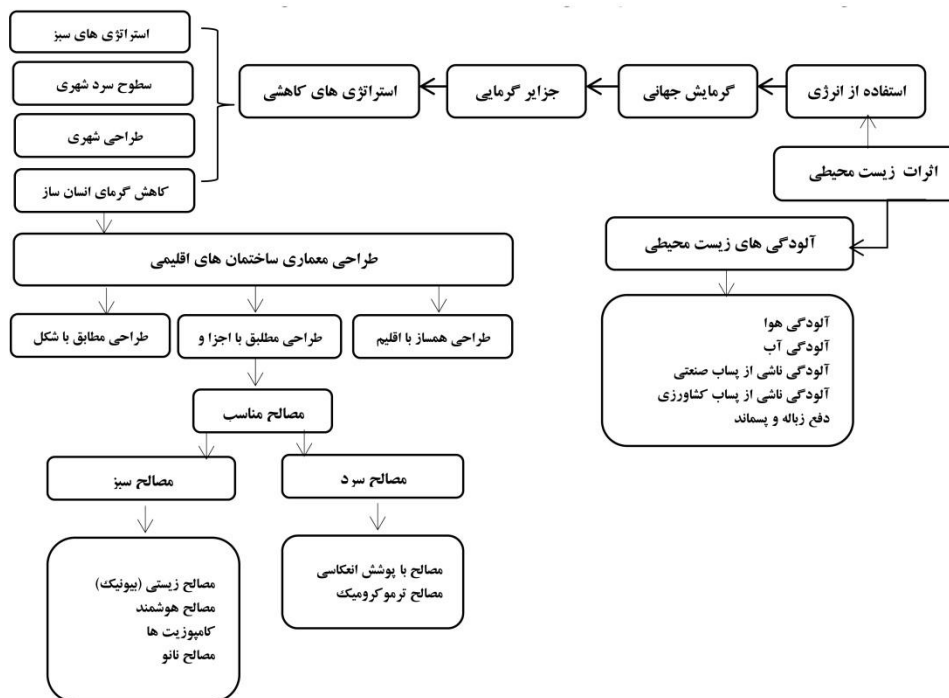 استراتژی های سبز
سطوح سرد شهری
طراحی شهری
کاهش گرمای انسان ساز
استراتژی های کاهشی
جزایر گرمایی
گرمایش جهانی
استفاده از انرژی
اثرات زیست محیطی
آلودگی های زیست محیطی
آلودگی هوا
آلودگی آب
آلودگی ناشی از پساب صنعتی
آلودگی ناشی از پساب کشاورزی
دفع زباله و پسماند
طراحی معماری ساختمان های اقلیمی
طراحی همساز با اقلیم
طراحی مطلبق با اجزا و
طراحی مطابق با شکل
مصالح مناسب
مصالح سرد
مصالح سبز
مصالح با پوشش انعکاسی
مصالح ترموکرومیک
مصالح زیستی (بیونیک)
مصالح هوشمند
کامپوزیت ها
مصالح نانو